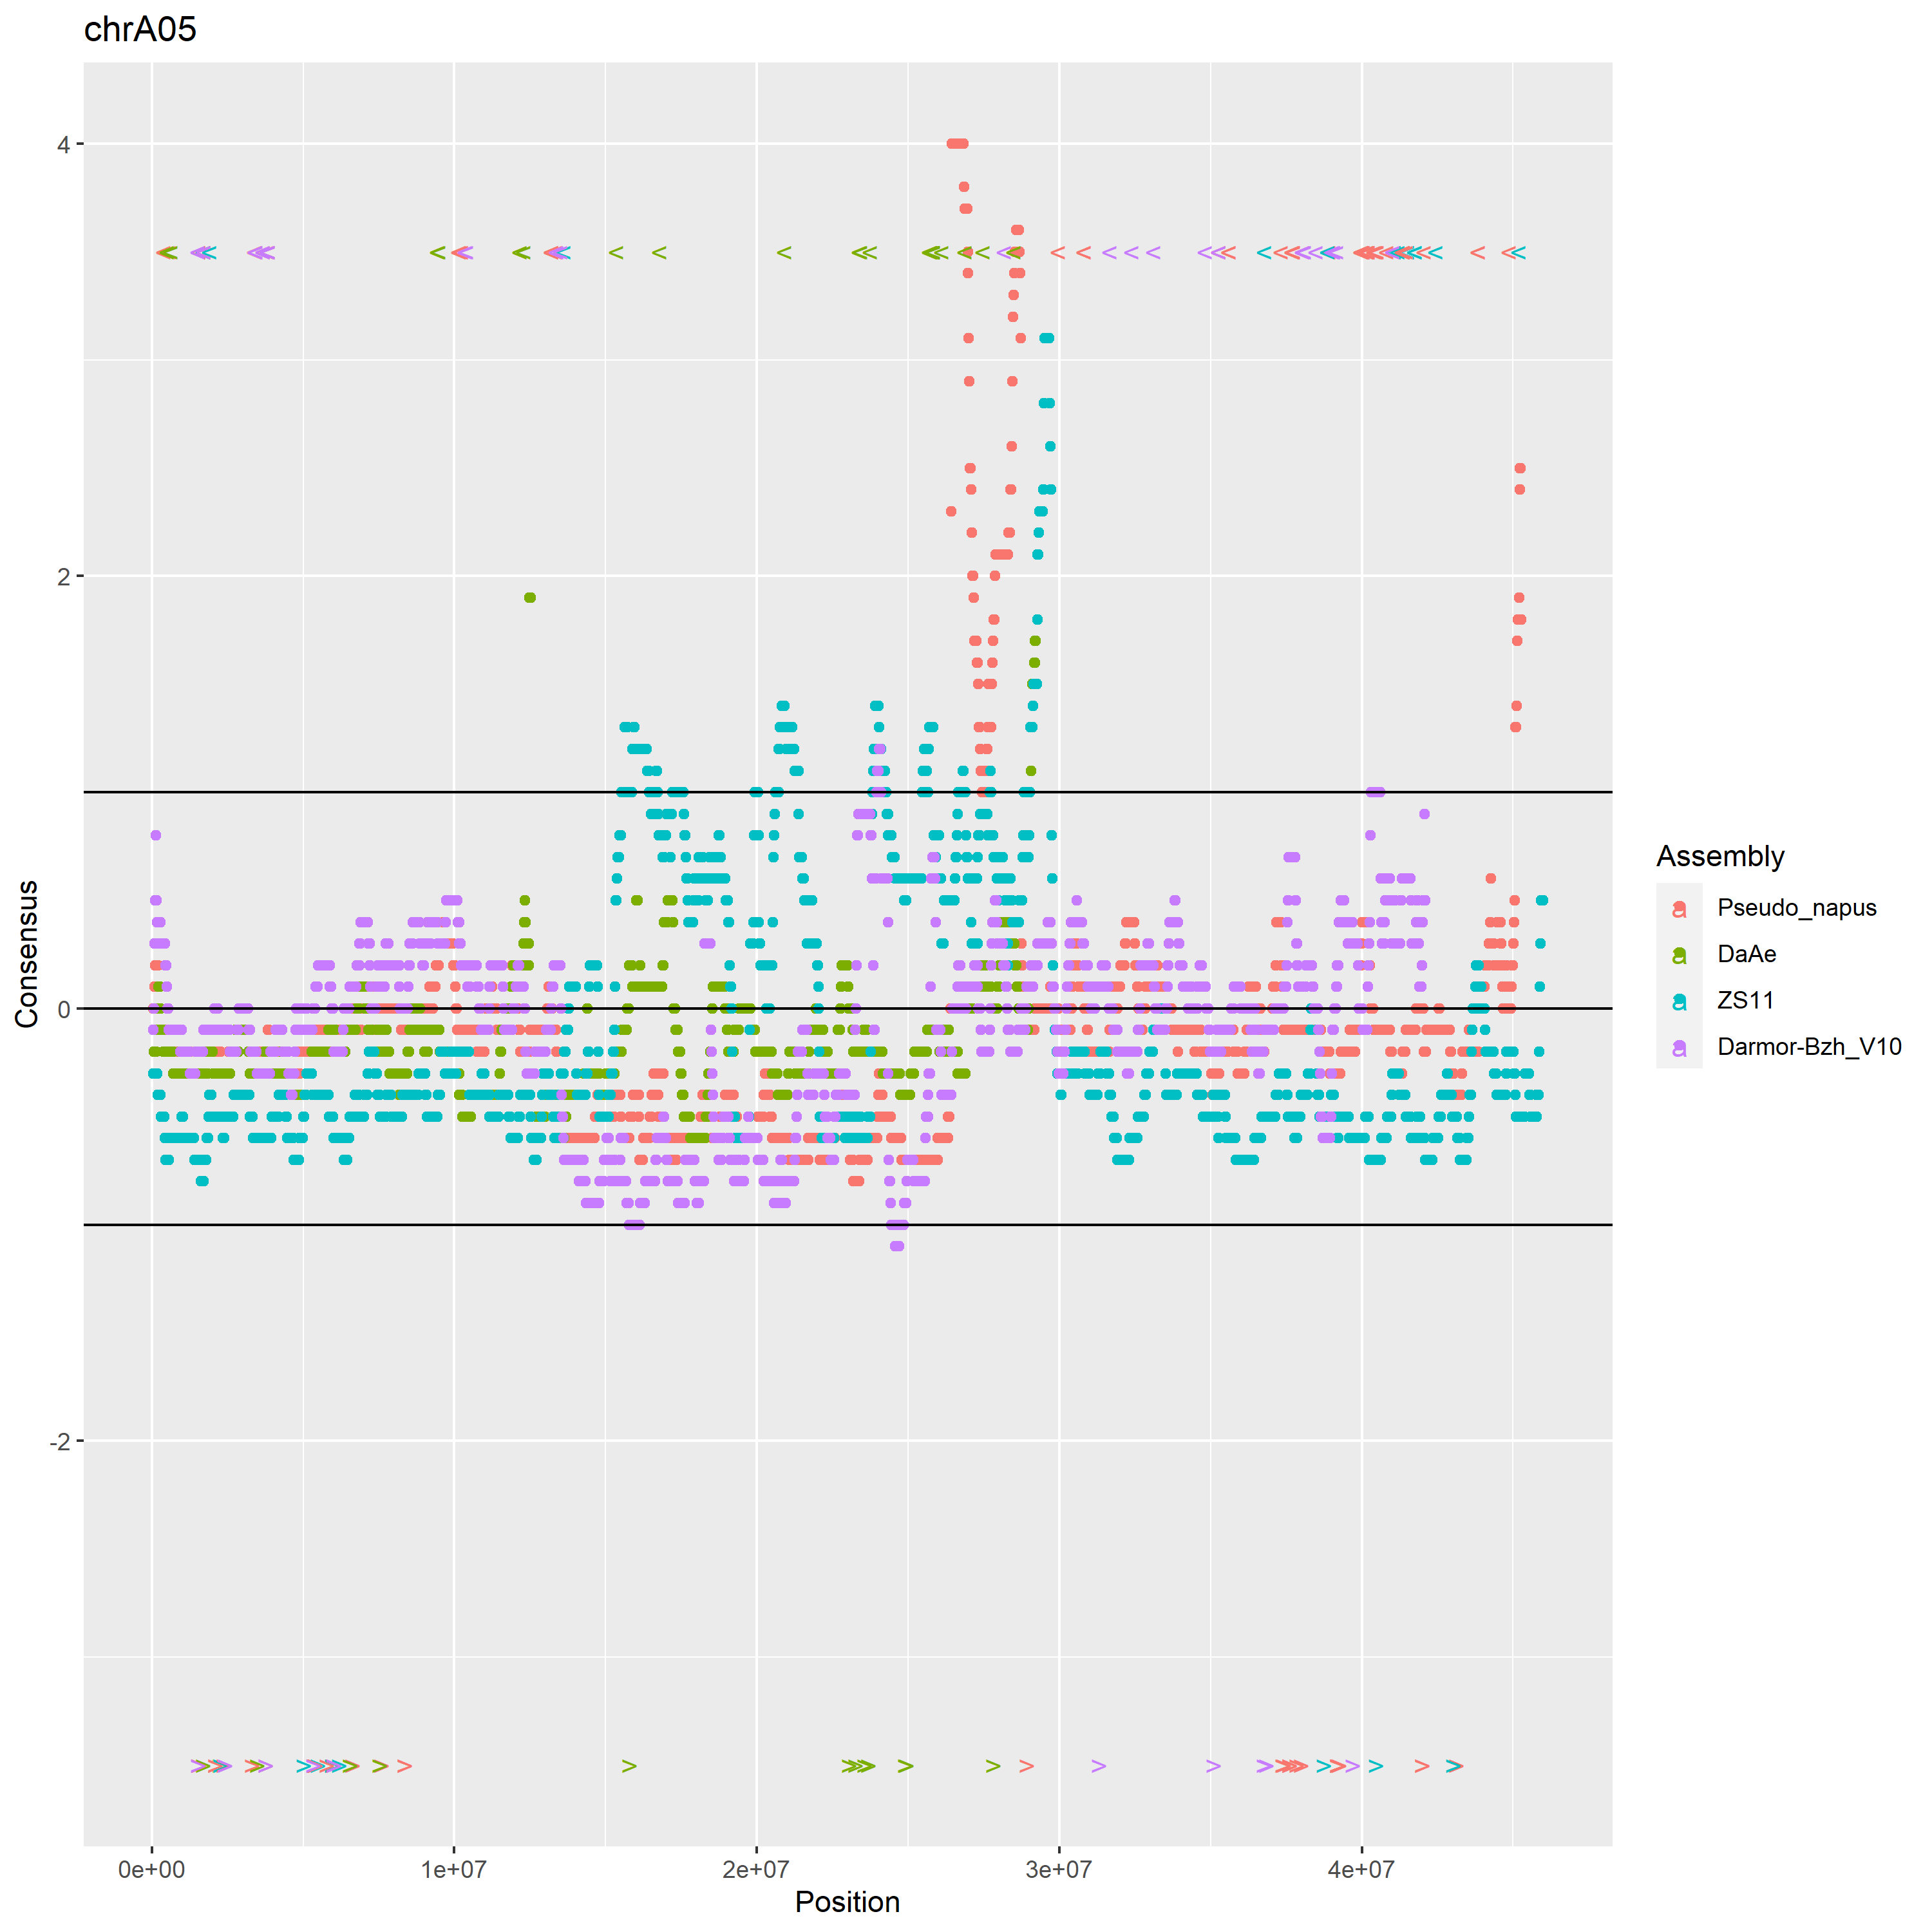 chrA05
Consensus
4
2
0
-2
0e+00
1e+07
2e+07
3e+07
4e+07
Position
Assembly
a Pseudo_napus
a DaAe
a ZS11
a Darmor-Bzh_V10